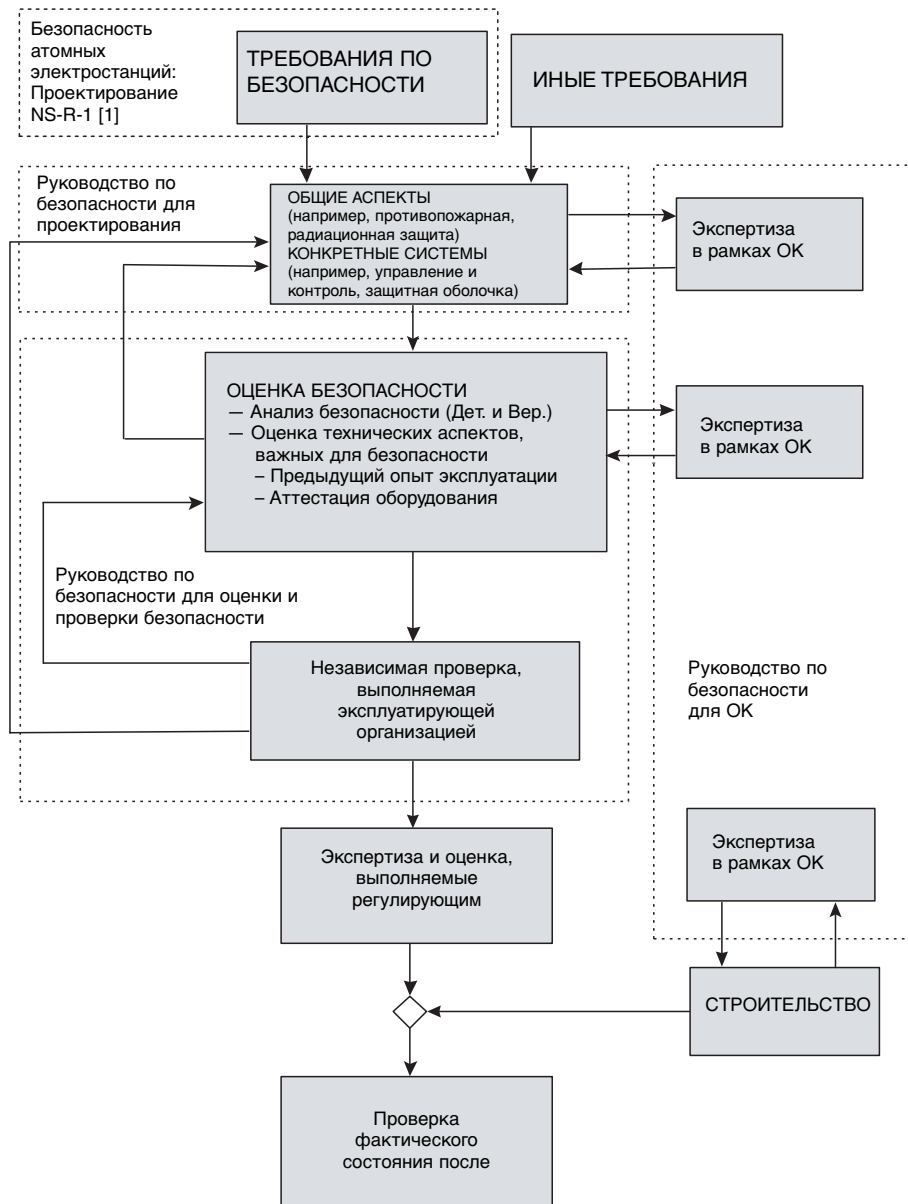 Безопасность
атомных
электростанций:
Проектирование
NS-R-1 [1]
ТРЕБОВАНИЯ ПО
БЕЗОПАСНОСТИ
ИНЫЕ ТРЕБОВАНИЯ
Руководство по
безопасности для
проектирования
ОБЩИЕ АСПЕКТЫ
(например, противопожарная,
радиационная защита)
КОНКРЕТНЫЕ СИСТЕМЫ
(например, управление и
контроль, защитная оболочка)
Экспертиза
в рамках ОК
ОЦЕНКА БЕЗОПАСНОСТИ
— Анализ безопасности (Дет. и Вер.)
— Оценка технических аспектов,
важных для безопасности
– Предыдущий опыт эксплуатации
– Аттестация оборудования
Экспертиза
в рамках ОК
Руководство по
безопасности для оценки и
проверки безопасности
Независимая проверка,
выполняемая
эксплуатирующей
организацией
Руководство по
безопасности
для ОК
Экспертиза и оценка,
выполняемые
регулирующим
Экспертиза
в рамках ОК
СТРОИТЕЛЬСТВО
Проверка
фактического
состояния после